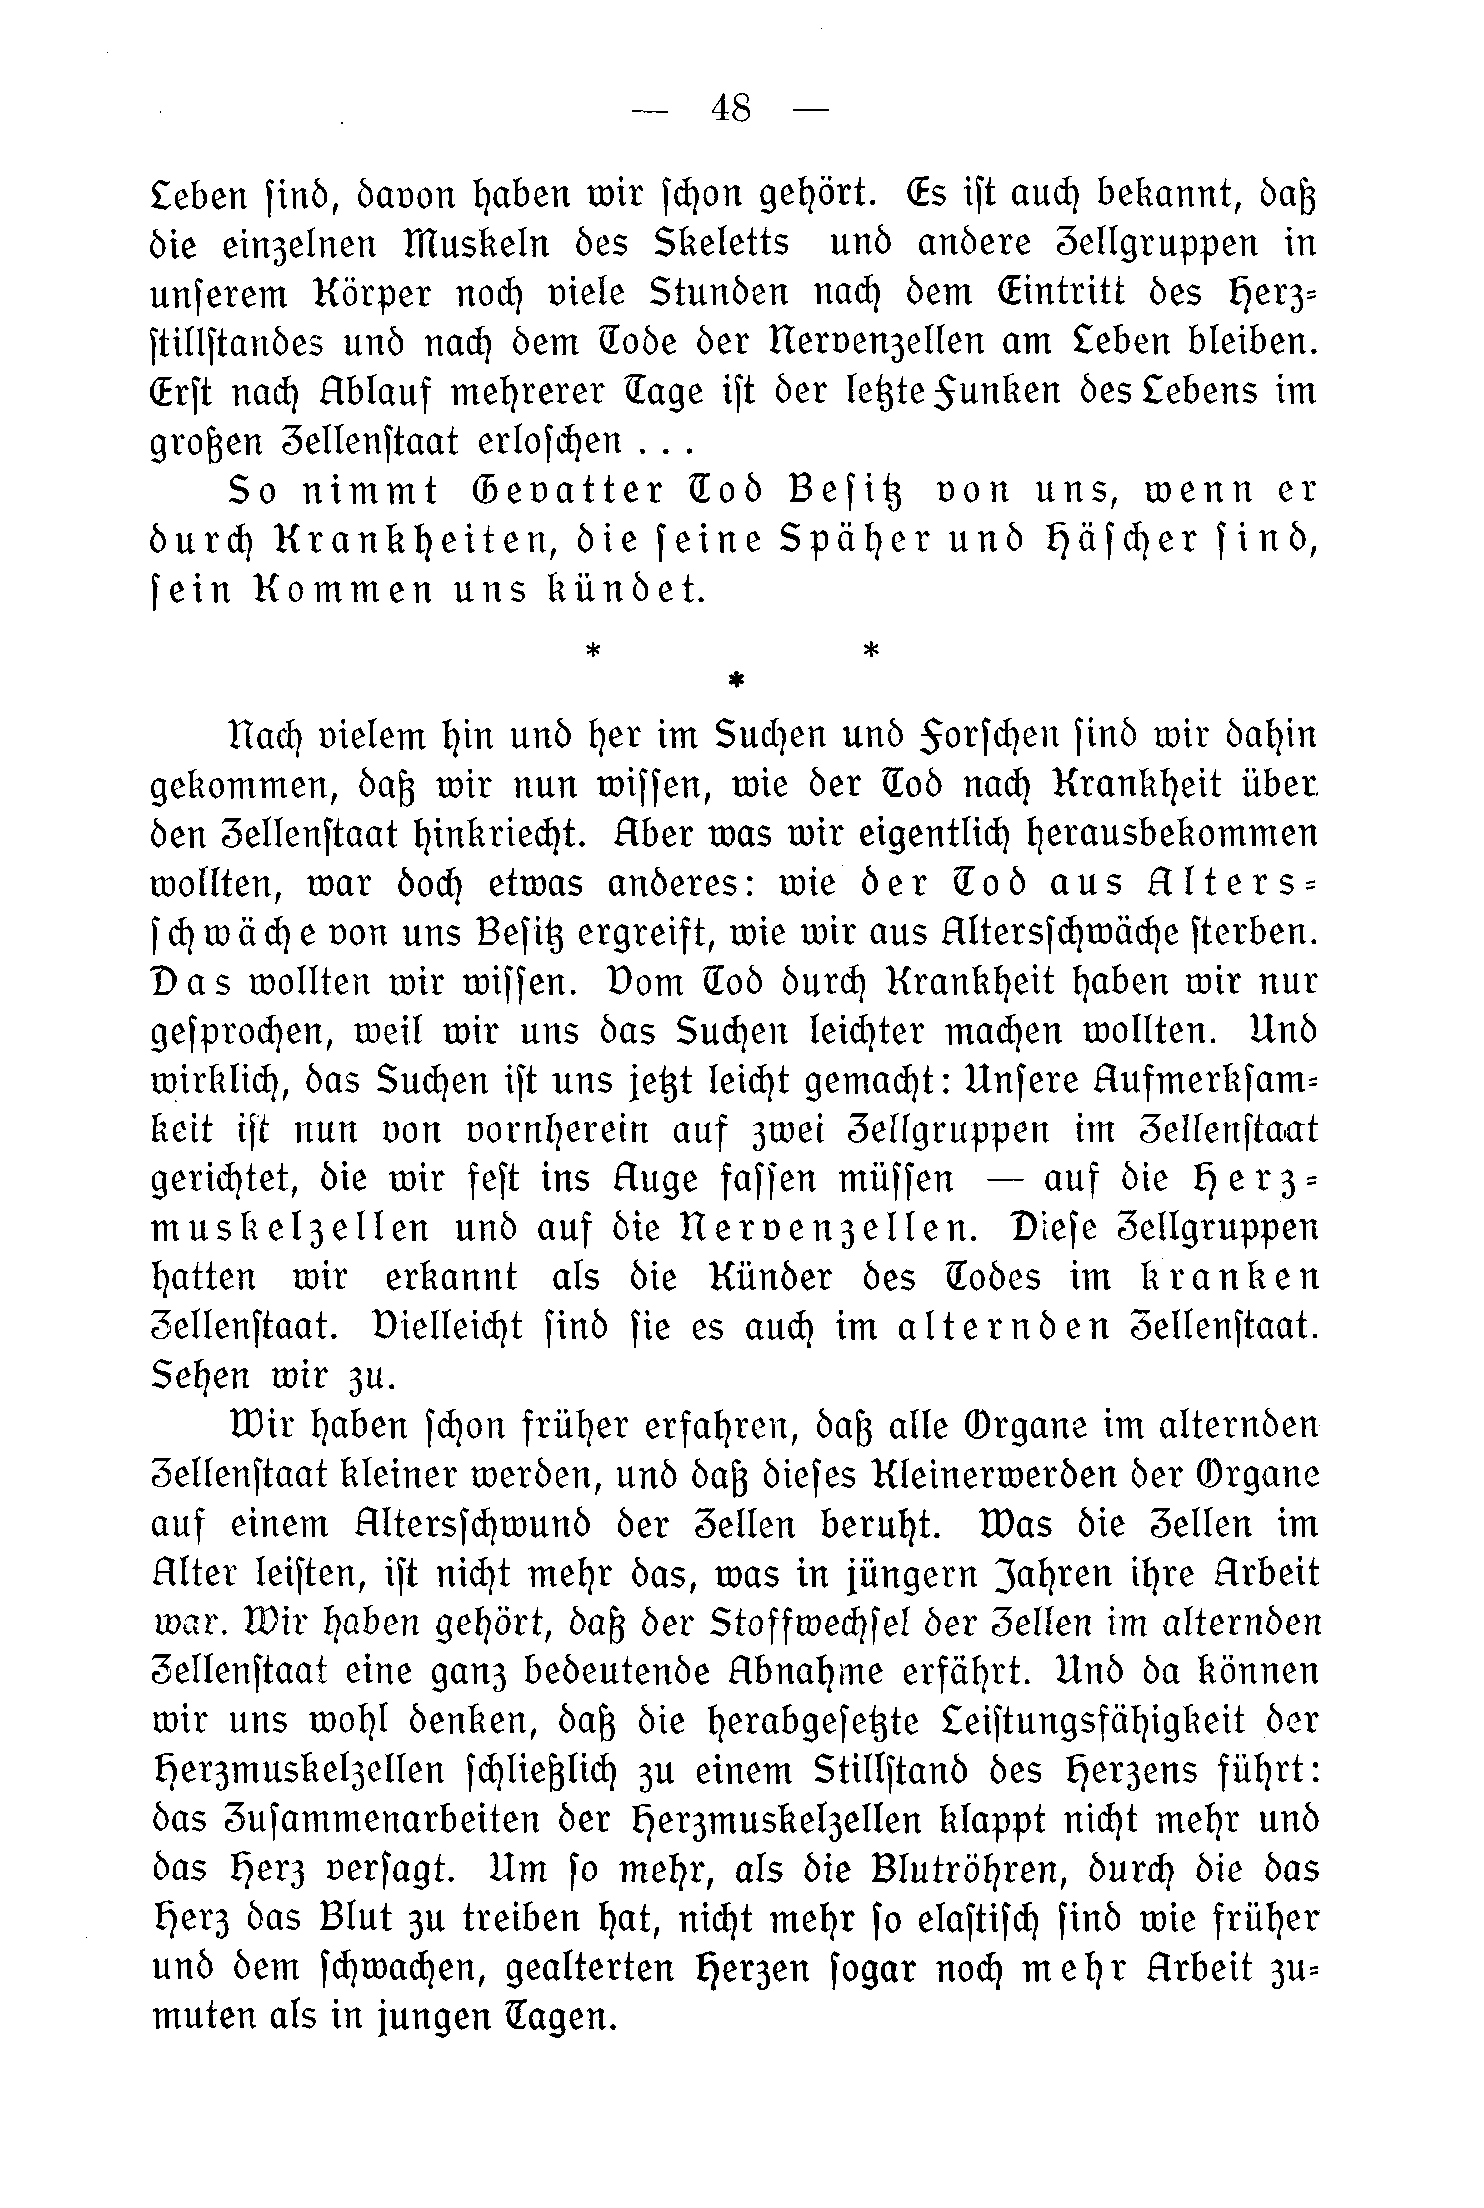 — 48 —
Leben sind, davon haben wir schon gehört. Es ist auch bekannt, daß
die einzelnen Muskeln des Skeletts und andere Zellgruppen in
unserem Körper noch viele Stunden nach dem Eintritt des Herz-
stillstandes und nach dem Tode der Nervenzellen am Leben bleiben.
Erst nach Ablauf mehrerer Tage ist der letzte Funken des Lebens im
großen Zellenstaat erloschen . . .
So nimmt Gevatter Tod Besitz von uns, wenn er
durch Krankheiten, die seine Späher und Häscher sind,
sein Kommen uns kündet.
* *
*
Nach vielem hin und her im Suchen und Forschen sind wir dahin
gekommen, daß wir nun wissen, wie der Tod nach Krankheit über
den Zellenstaat hinkriecht. Aber was wir eigentlich herausbekommen
wollten, war doch etwas anderes: wie der Tod aus Alters-
schwäche von uns Besitz ergreift, wie wir aus Altersschwäche sterben.
Das wollten wir wissen. Vom Tod durch Krankheit haben wir nur
gesprochen, weil wir uns das Suchen leichter machen wollten. Und
wirklich, das Suchen ist uns jetzt leicht gemacht: Unsere Aufmerksam-
keit ist nun von vornherein auf zwei Zellgruppen im Zellenstaat
gerichtet, die wir fest ins Auge fassen müssen — auf die Herz-
muskelzellen und auf die Nervenzellen. Diese Zellgruppen
hatten wir erkannt als die Künder des Todes im kranken
Zellenstaat. Vielleicht sind sie es auch im alternden Zellenstaat.
Sehen wir zu.
Wir haben schon früher erfahren, daß alle Organe im alternden
Zellenstaat kleiner werden, und daß dieses Kleinerwerden der Organe
auf einem Altersschwund der Zellen beruht. Was die Zellen im
Alter leisten, ist nicht mehr das, was in jüngern Jahren ihre Arbeit
war. Wir haben gehört, daß der Stoffwechsel der Zellen im alternden
Zellenstaat eine ganz bedeutende Abnahme erfährt. Und da können
wir uns wohl denken, daß die herabgesetzte Leistungsfähigkeit der
Herzmuskelzellen schließlich zu einem Stillstand des Herzens führt:
das Zusammenarbeiten der Herzmuskelzellen klappt nicht mehr und
das Herz versagt. Um so mehr, als die Blutröhren, durch die das
Herz das Blut zu treiben hat, nicht mehr so elastisch sind wie früher
und dem schwachen, gealterten Herzen sogar noch mehr Arbeit zu-
muten als in jungen Tagen.